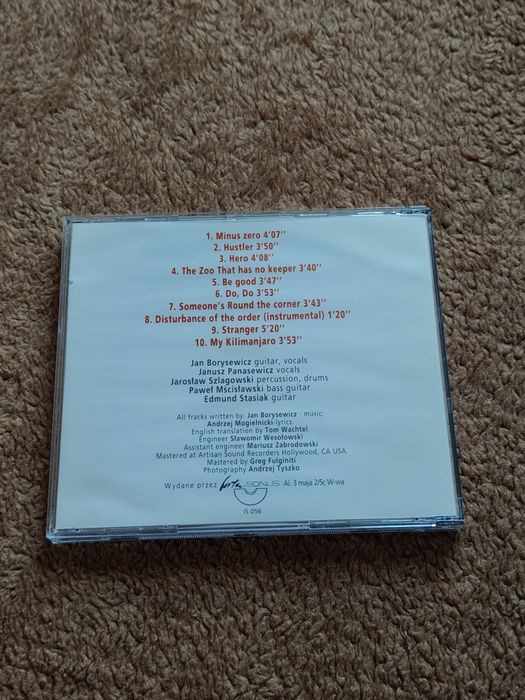 1. Minus zero 4'07''
2. Hustler 3'50''
3. Hero 4'08''
4. The Zoo That has no keeper 3'40''
5. Be good 3'47''
6. Do, Do 3'53''
7. Someone's Round the corner 3'43''
8. Disturbance of the order (instrumental) 1'20''
9. Stranger 5'20''
10. My Kilimanjaro 3'53''
Jan Borysewicz guitar, vocals
Janusz Panasewicz vocals
Jarosław Szlagowski percussion, drums
Paweł Mścisławski bass guitar
Edmund Stasiak guitar
All tracks written by: Jan Borysewicz - music;
Andrzej Mogielnicki-lyrics.
English translation by Tom Wachtel
Engineer Sławomir Wesołowski
Assistant engineer Mariusz Zabrodowski
Mastered at Artisan Sound Recorders Hollywood, CA USA
Mastered by Greg Fulginiti
Photography Andrzej Tyszko
Wydane przez SONUS Al. 3 maja 2/5c W-wa
IS 056